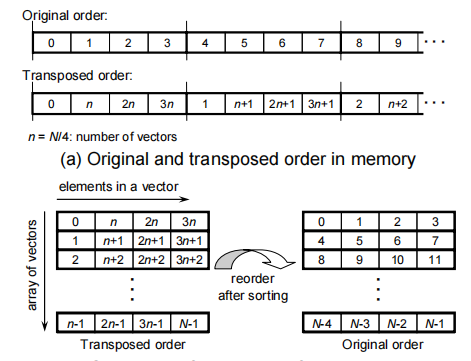 Original order:
0 1 2 3 4 5 6 7 8 9 ···
Transposed order:
0 n 2n 3n 1 n+1 2n+1 3n+1 2 n+2 ···
n = N/4: number of vectors
(a) Original and transposed order in memory
elements in a vector
array of vectors
0 n 2n 3n
1 n+1 2n+1 3n+1
2 n+2 2n+2 3n+2
n-1 2n-1 3n-1 N-1
Transposed order
reorder
after sorting
0 1 2 3
4 5 6 7
8 9 10 11
N-4 N-3 N-2 N-1
Original order